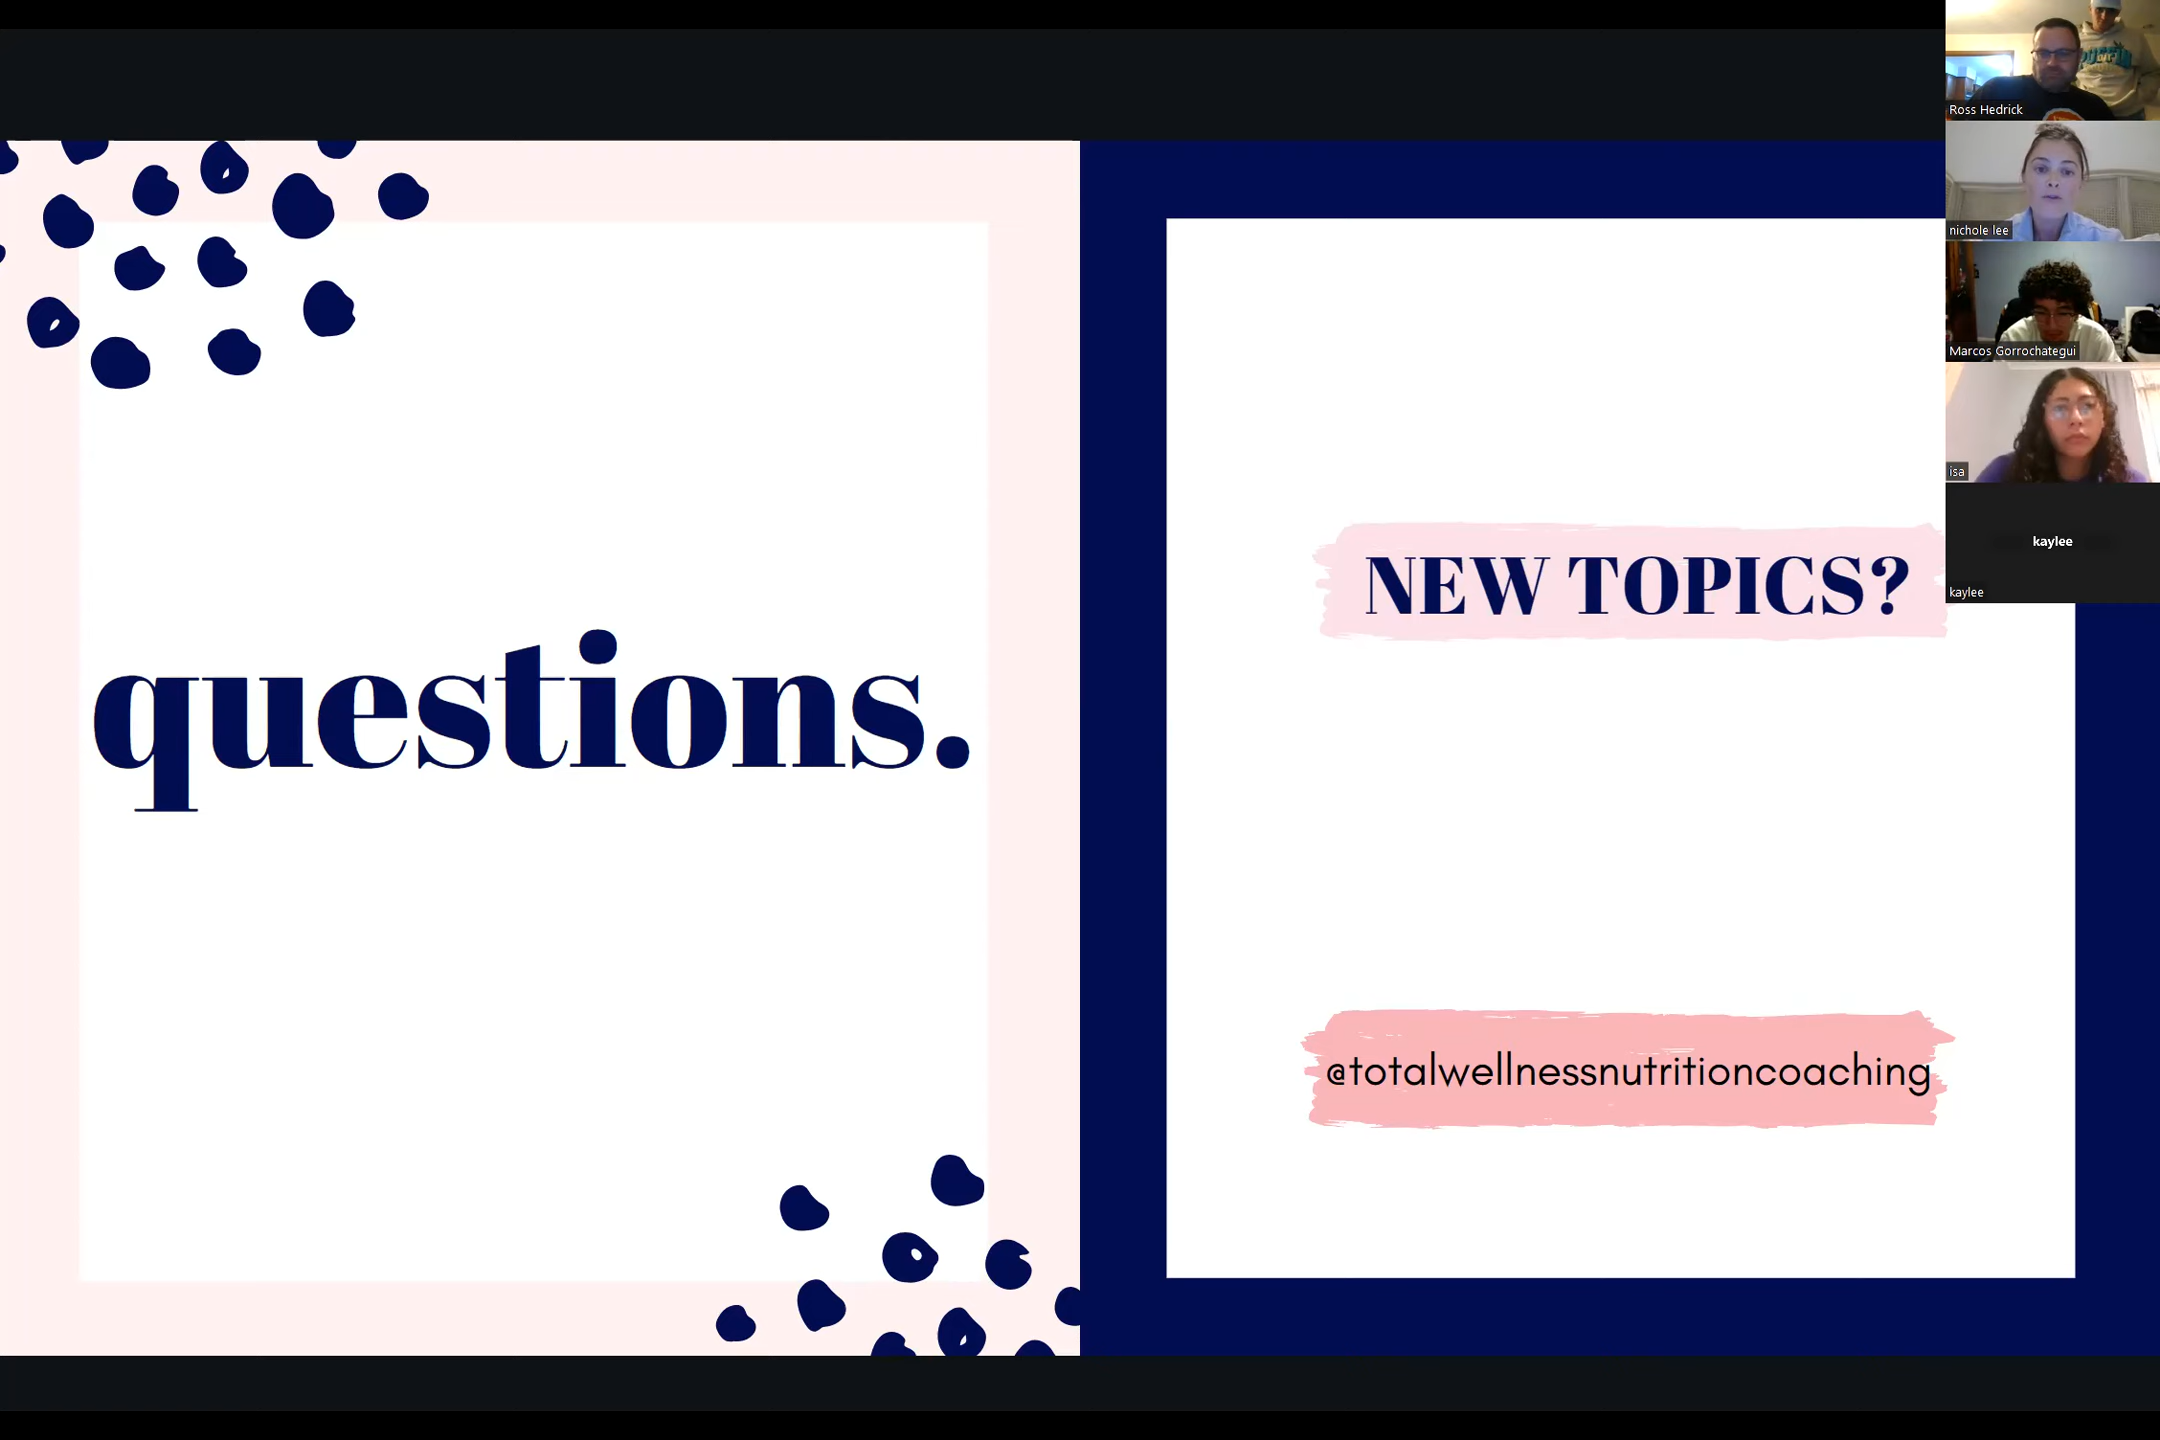 questions.
NEW TOPICS?
@totalwellnessnutritioncoaching
Ross Hedrick
nichole lee
Marcos Gorrochategui
isa
kaylee
kaylee